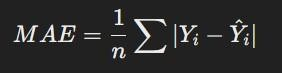 MAE = \frac{1}{n} \sum |Y_i - \hat{Y}_i|